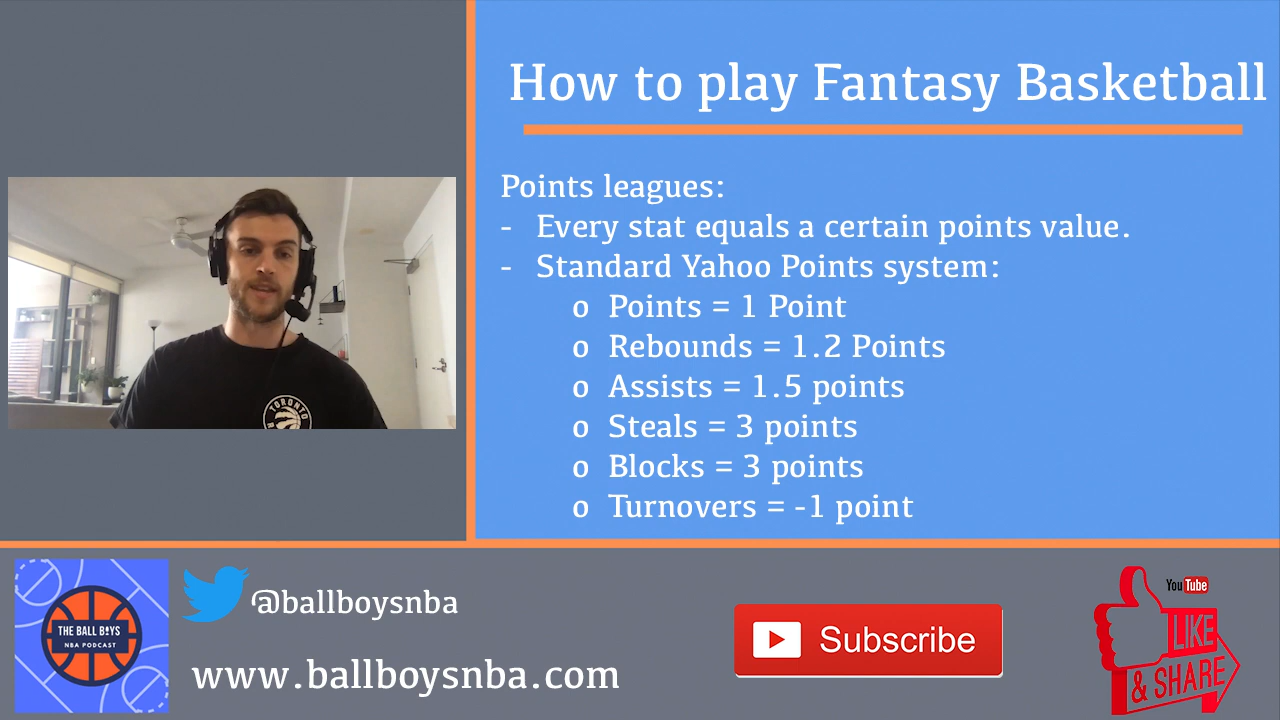 How to play Fantasy Basketball
Points leagues:
- Every stat equals a certain points value.
- Standard Yahoo Points system:
o Points = 1 Point
o Rebounds = 1.2 Points
o Assists = 1.5 points
o Steals = 3 points
o Blocks = 3 points
o Turnovers = -1 point
TORONTO
THE BALL BOYS
NBA PODCAST
@ballboysnba
www.ballboysnba.com
Subscribe
YouTube
LIKE
& SHARE